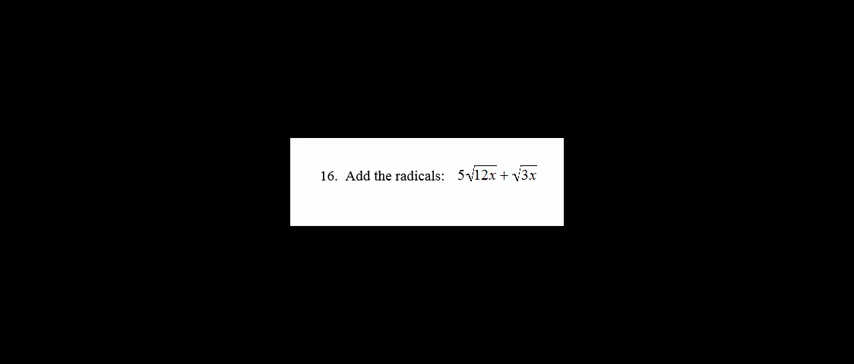 16. Add the radicals: 5√12x + √3x